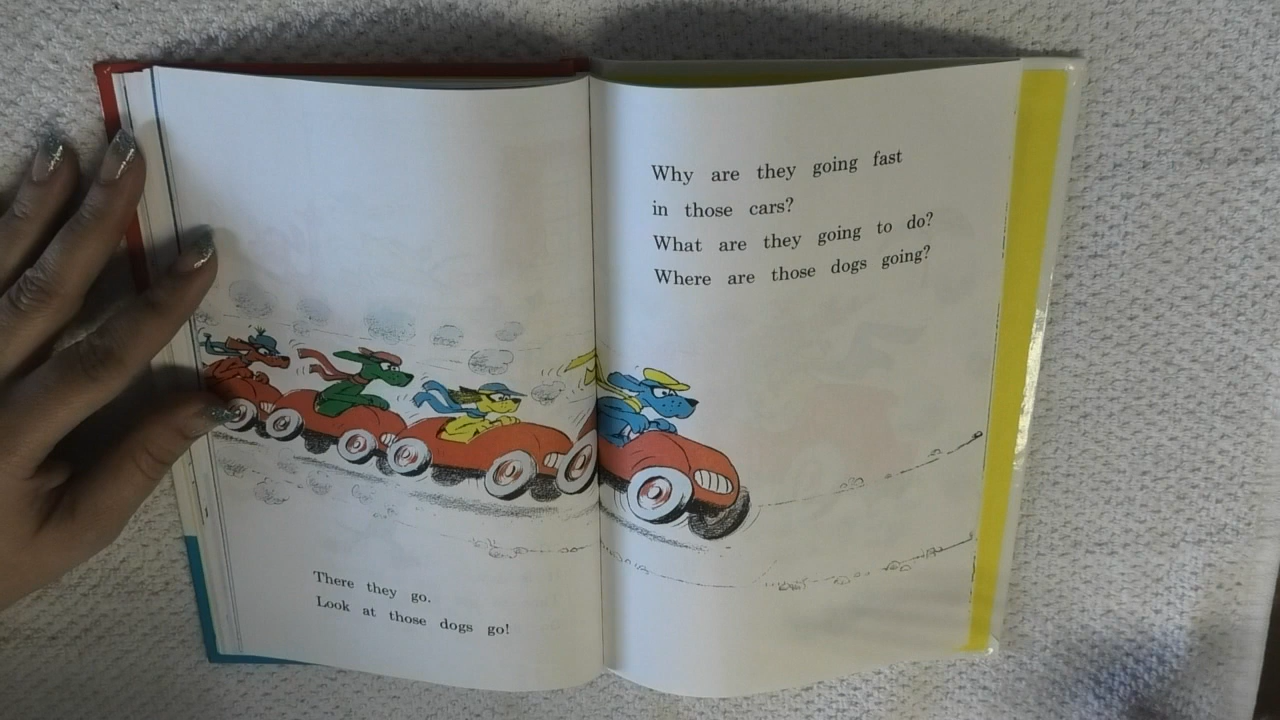 There they go.
Look at those dogs go!
Why are they going fast
in those cars?
What are they going to do?
Where are those dogs going?